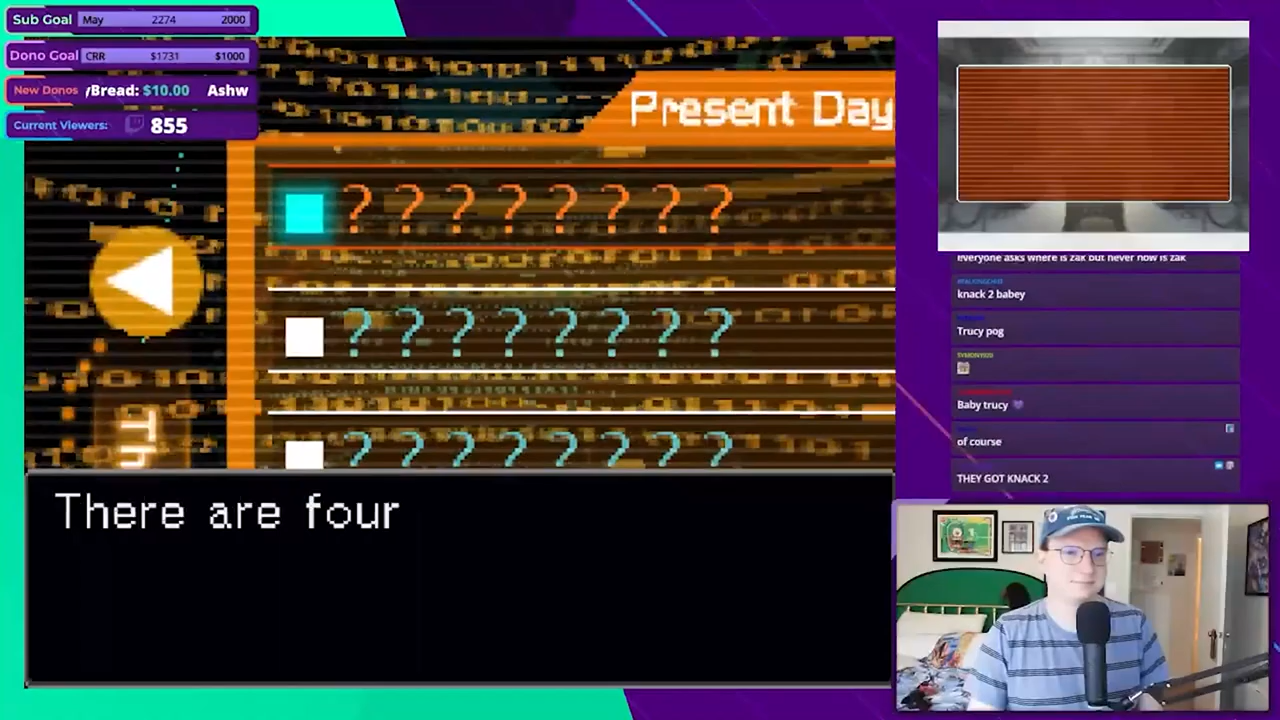 Sub Goal May 2274 2000
Dono Goal CRR $1731 $1000
New Donos /Bread: $10.00 Ashw
Current Viewers: 855
Present Day
? ? ? ? ? ? ? ?
? ? ? ? ? ? ? ?
? ? ? ? ? ? ? ?
Th
There are four
everyone asks where is zak but never how is zak
knack 2 babey
Trucy pog
Baby trucy
of course
THEY GOT KNACK 2